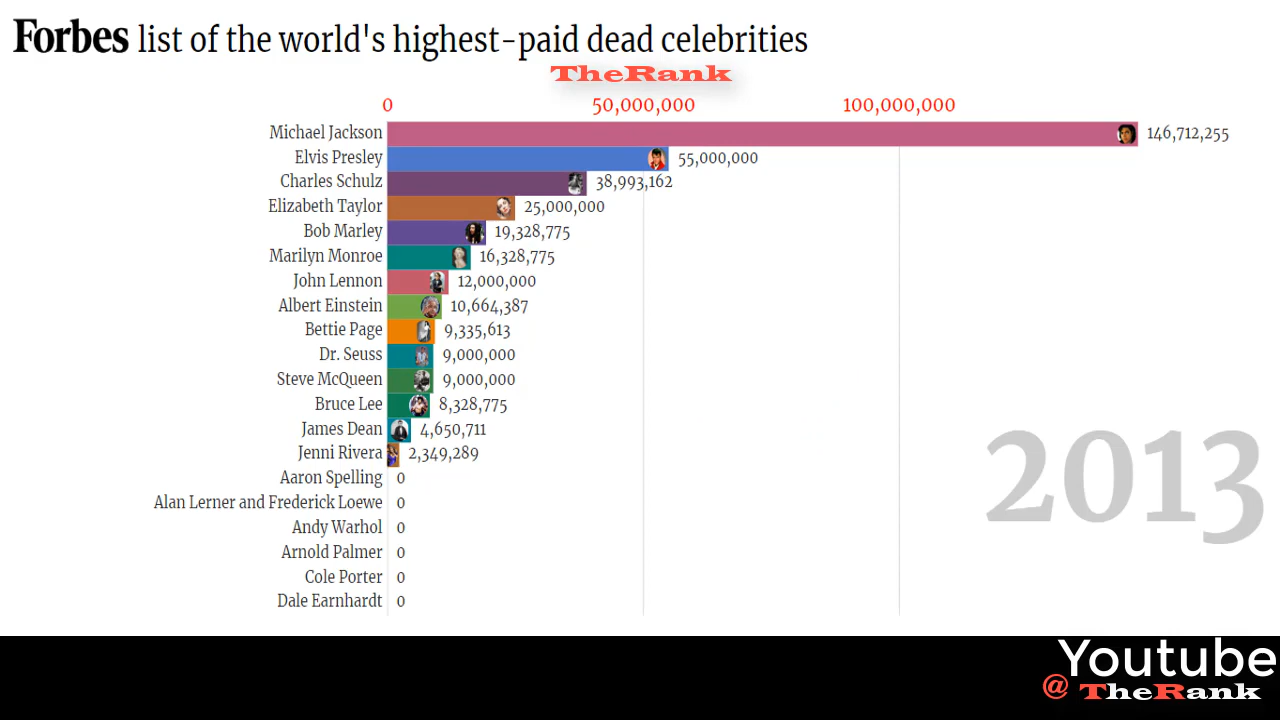 Forbes list of the world's highest-paid dead celebrities
TheRank
0 50,000,000 100,000,000
Michael Jackson 146,712,255
Elvis Presley 55,000,000
Charles Schulz 38,993,162
Elizabeth Taylor 25,000,000
Bob Marley 19,328,775
Marilyn Monroe 16,328,775
John Lennon 12,000,000
Albert Einstein 10,664,387
Bettie Page 9,335,613
Dr. Seuss 9,000,000
Steve McQueen 9,000,000
Bruce Lee 8,328,775
James Dean 4,650,711
Jenni Rivera 2,349,289
Aaron Spelling 0
Alan Lerner and Frederick Loewe 0
Andy Warhol 0
Arnold Palmer 0
Cole Porter 0
Dale Earnhardt 0
2013
Youtube
@ TheRank